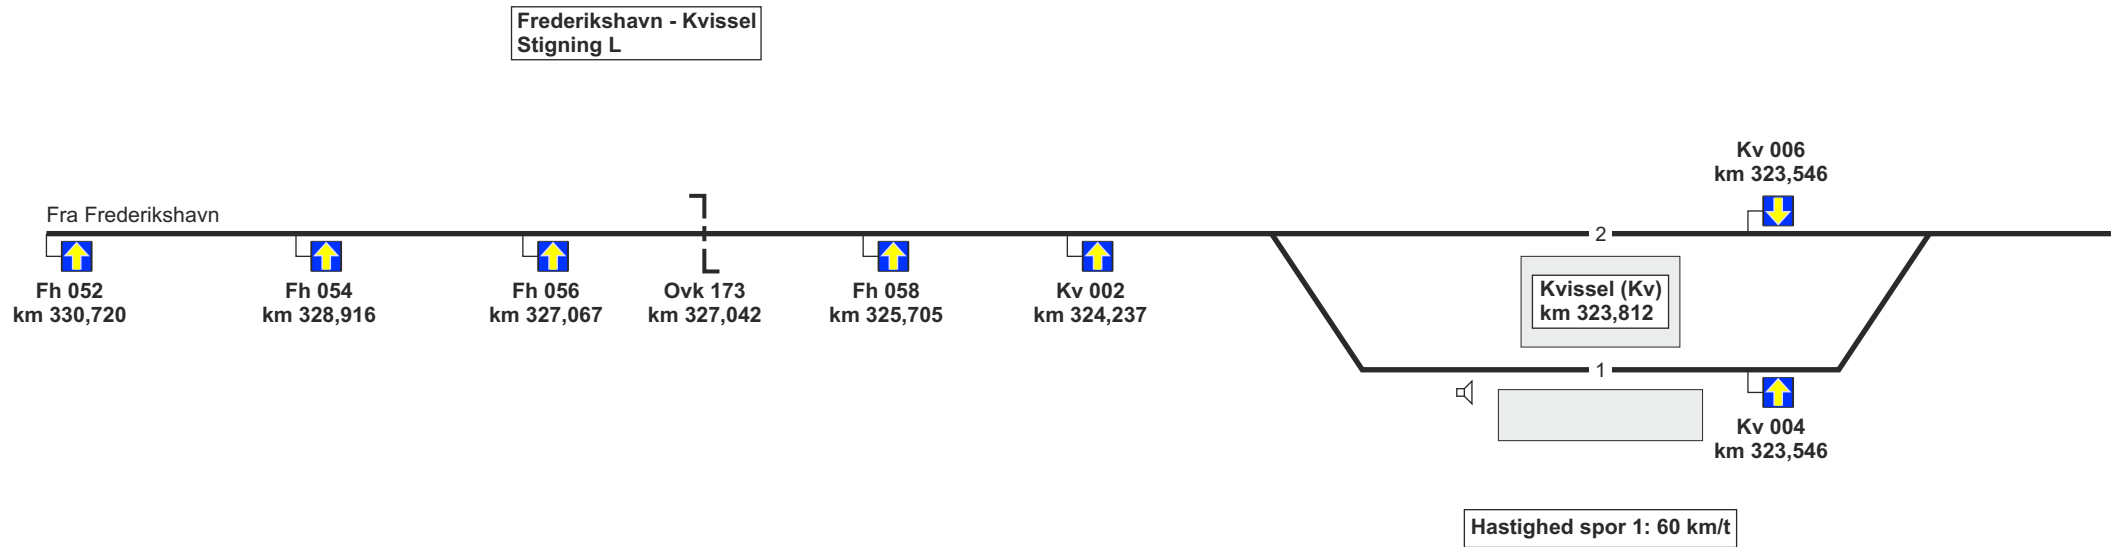 Frederikshavn - Kvissel
Stigning L
Kv 006
km 323,546
Fra Frederikshavn
2
Fh 052
km 330,720
Fh 054
km 328,916
Fh 056
km 327,067
Ovk 173
km 327,042
Fh 058
km 325,705
Kv 002
km 324,237
Kvissel (Kv)
km 323,812
1
Kv 004
km 323,546
Hastighed spor 1: 60 km/t